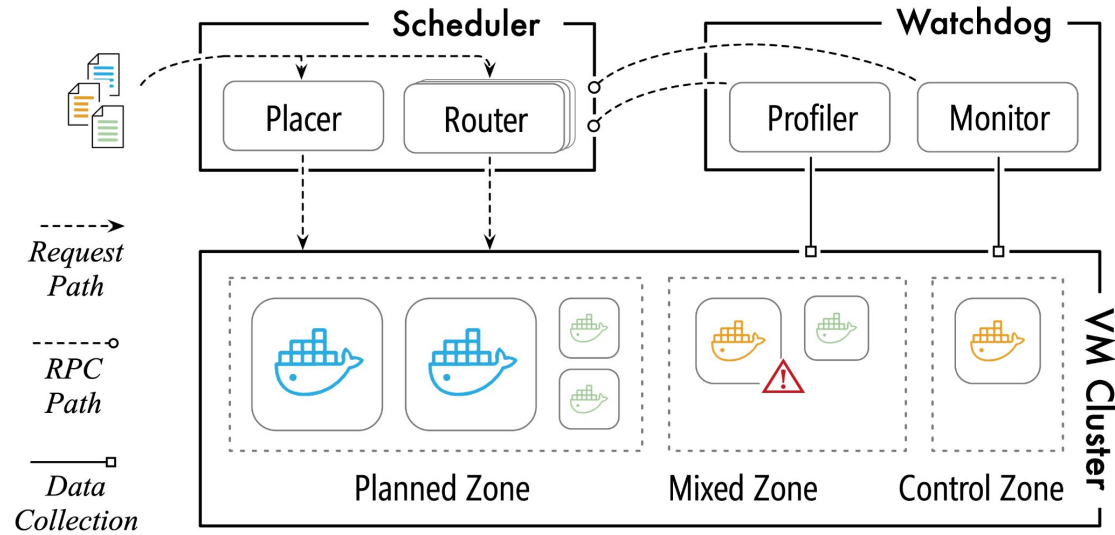 Scheduler
Watchdog
Placer
Router
Profiler
Monitor
Request
Path
RPC
Path
Data
Collection
Planned Zone
Mixed Zone
Control Zone
VM Cluster